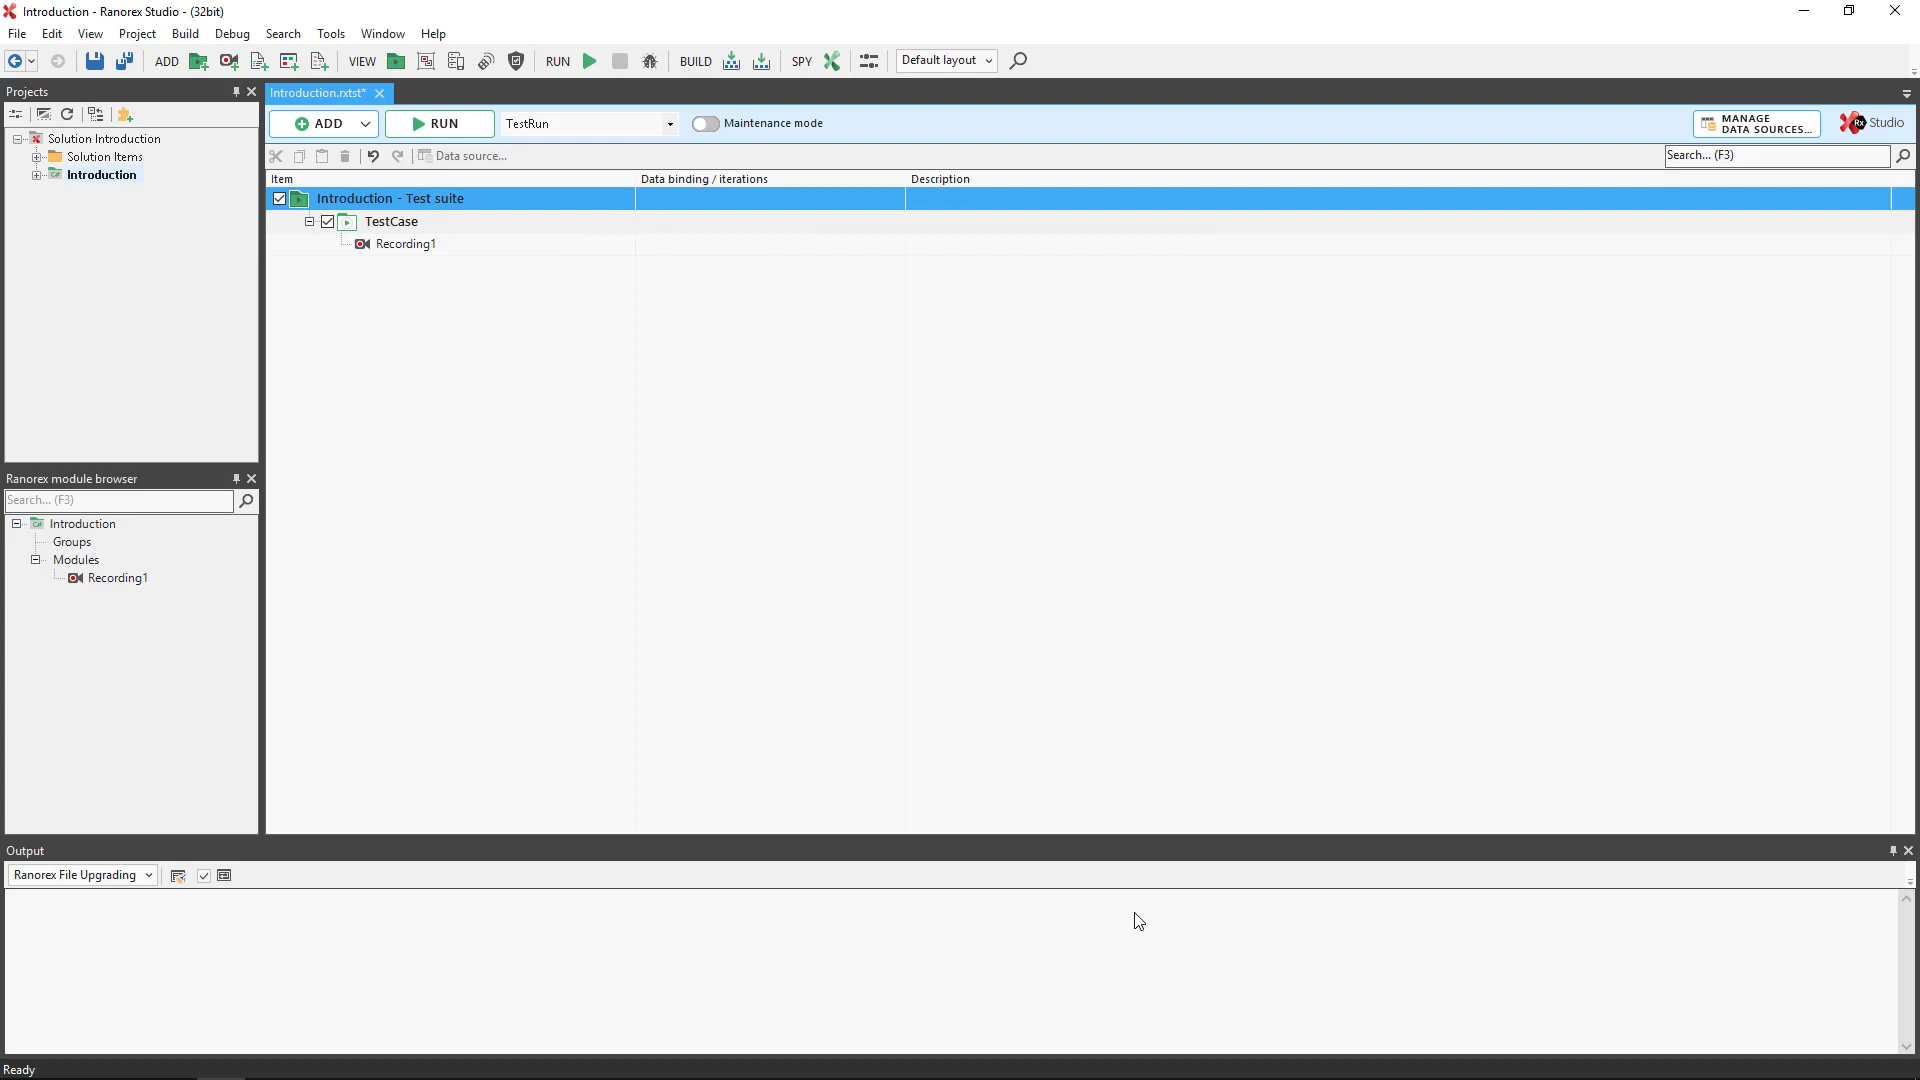 Introduction - Ranorex Studio - (32bit)
File Edit View Project Build Debug Search Tools Window Help
ADD VIEW RUN BUILD SPY Default layout
Projects
Solution Introduction
Solution Items
Introduction
Introduction.rxtst*
ADD RUN TestRun Maintenance mode MANAGE DATA SOURCES... Rx Studio
Data source... Search... (F3)
Item Data binding / iterations Description
Introduction - Test suite
TestCase
Recording1
Ranorex module browser
Search... (F3)
Introduction
Groups
Modules
Recording1
Output
Ranorex File Upgrading
Ready